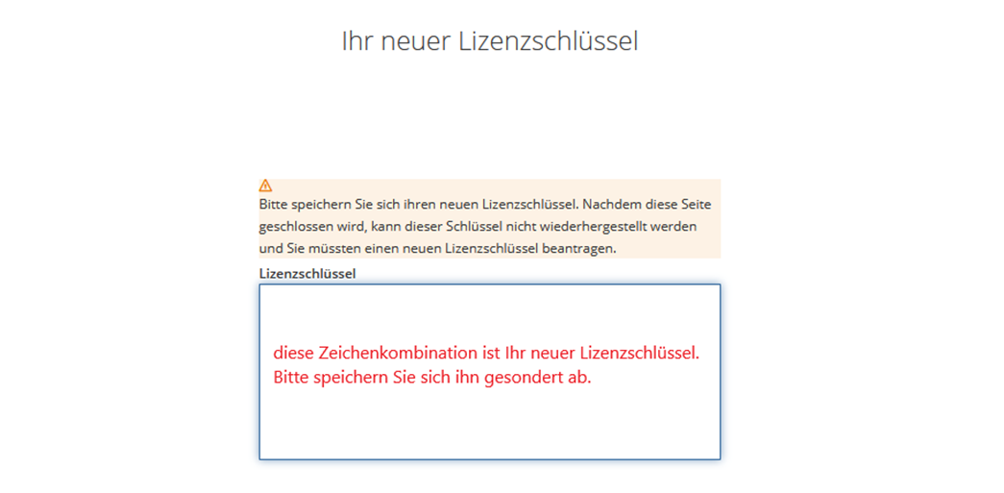 Ihr neuer Lizenzschlüssel
Bitte speichern Sie sich ihren neuen Lizenzschlüssel. Nachdem diese Seite
geschlossen wird, kann dieser Schlüssel nicht wiederhergestellt werden
und Sie müssten einen neuen Lizenzschlüssel beantragen.
Lizenzschlüssel
diese Zeichenkombination ist Ihr neuer Lizenzschlüssel.
Bitte speichern Sie sich ihn gesondert ab.